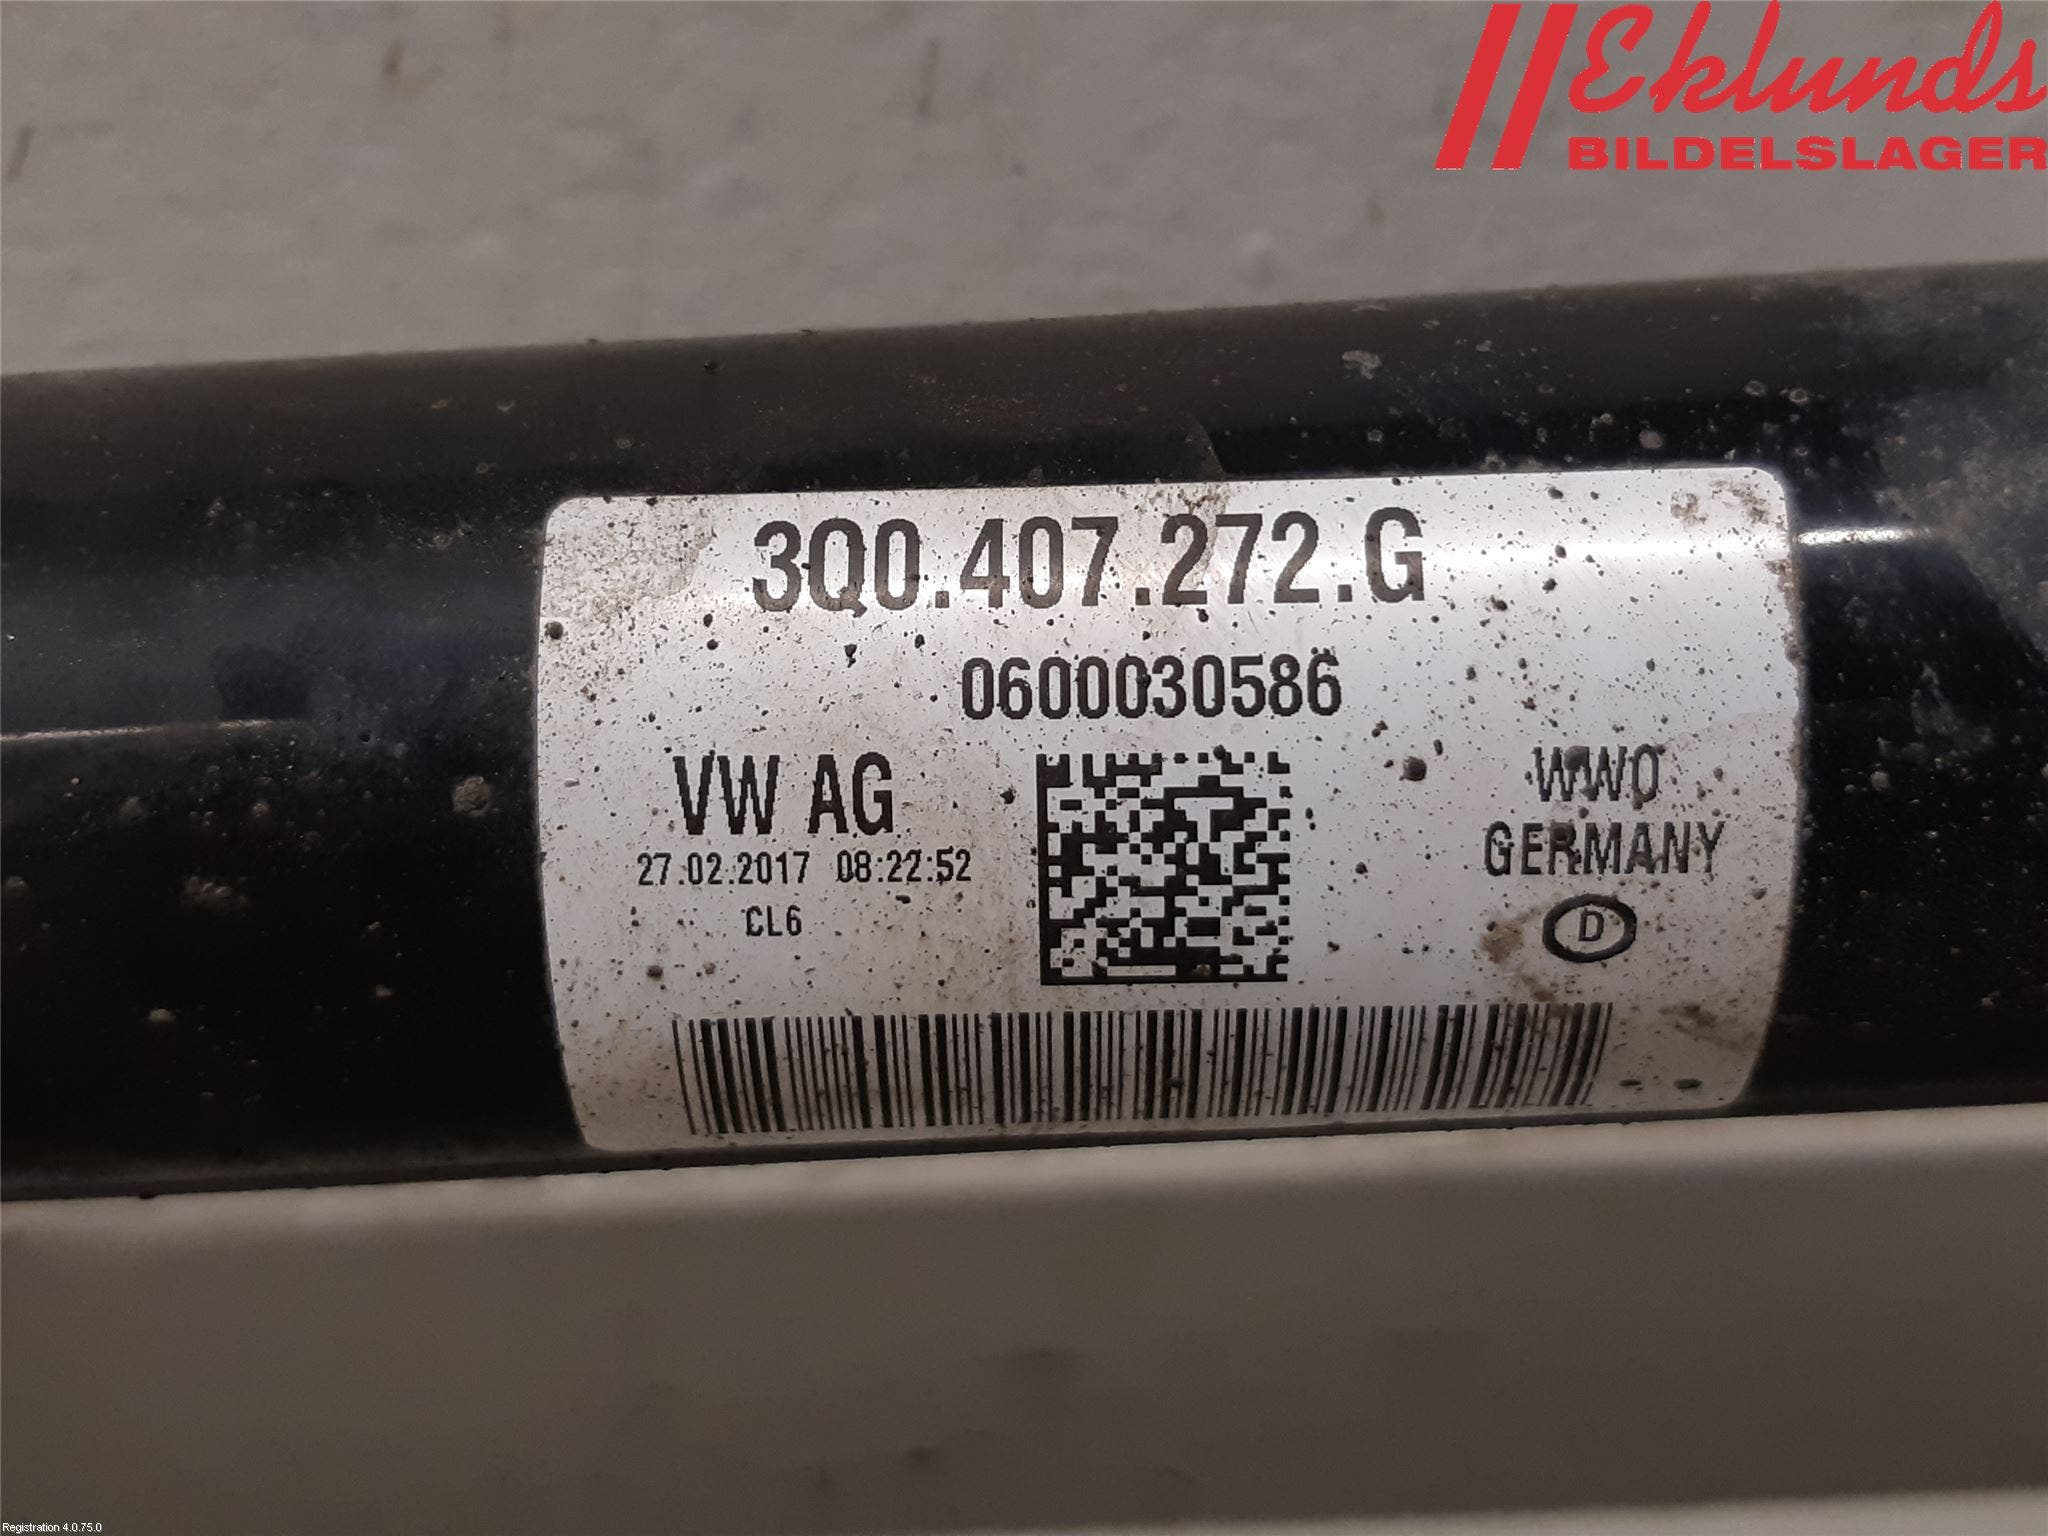 Eklunds
BILDELSLAGER
3Q0.407.272.G
0600030586
VW AG
27.02.2017 08:22:52
CL6
WWO
GERMANY
D
Registration 4.0.75.0